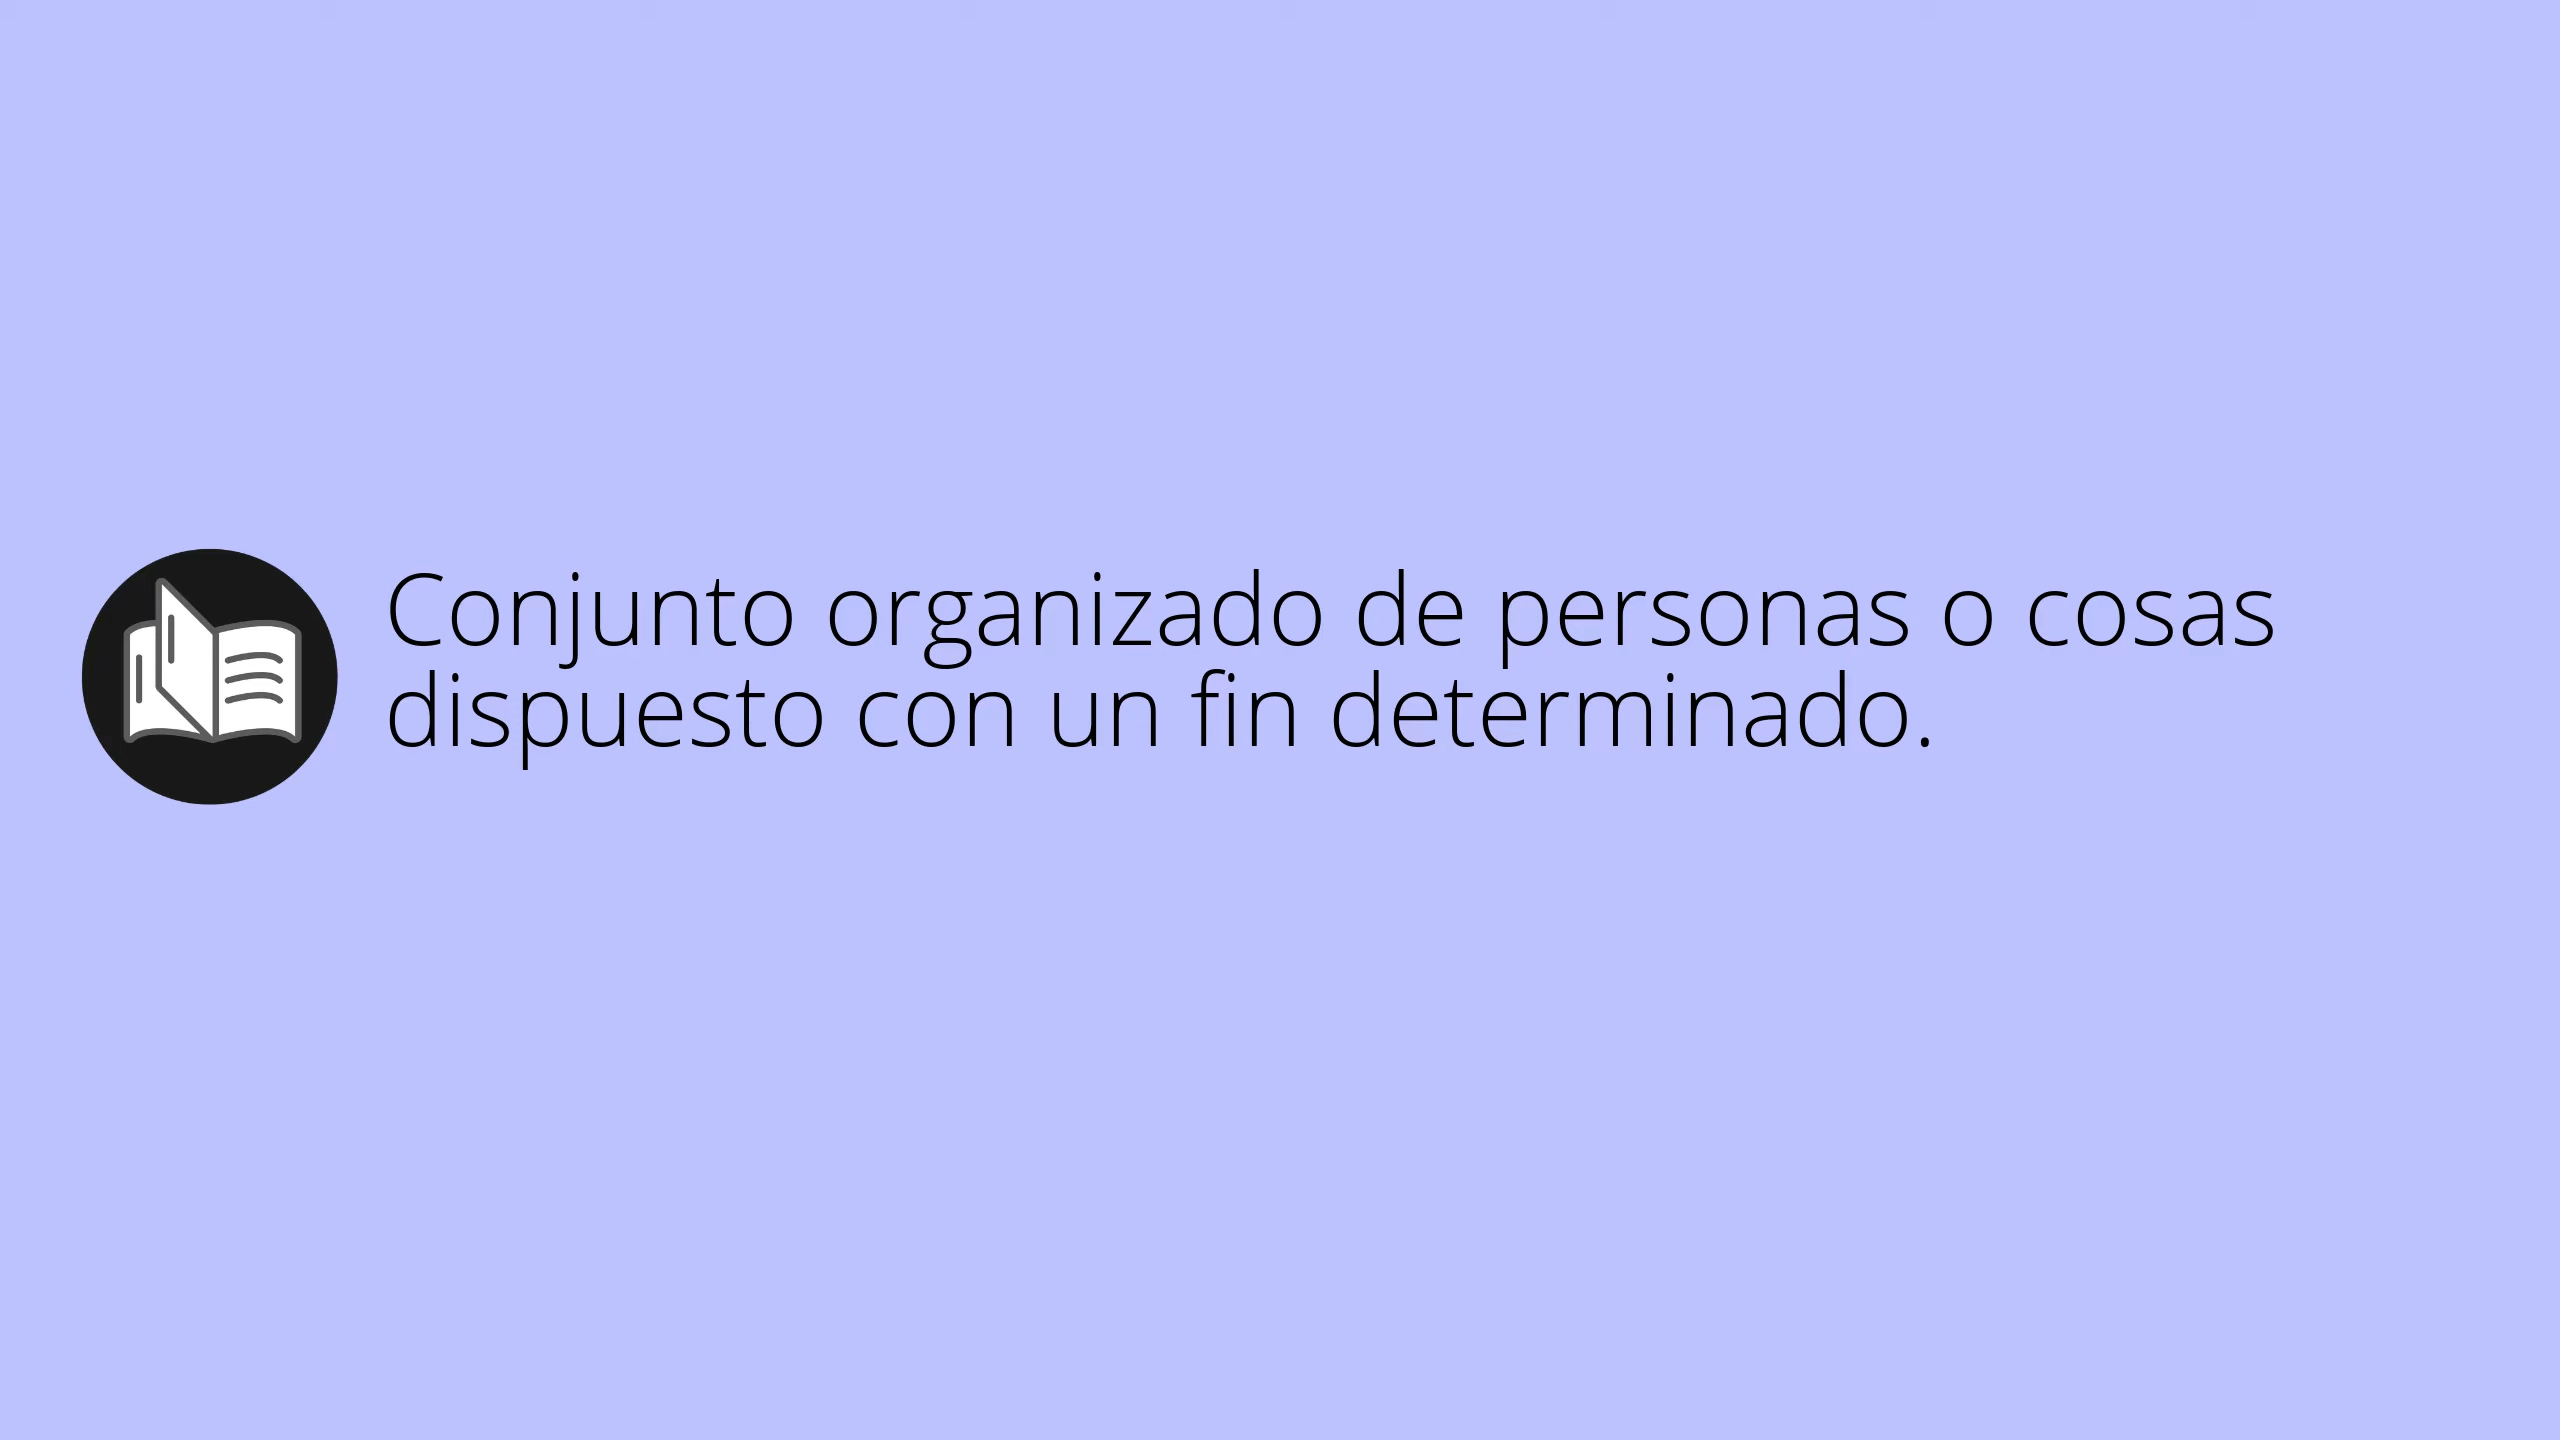 Conjunto organizado de personas o cosas
dispuesto con un fin determinado.